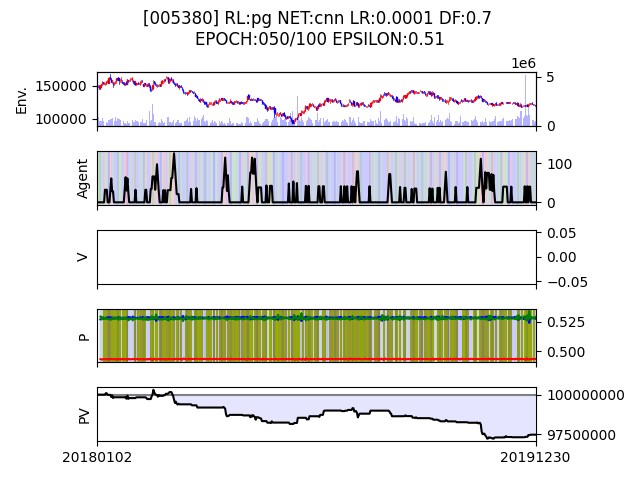 [005380] RL:pg NET:cnn LR:0.0001 DF:0.7
EPOCH:050/100 EPSILON:0.51
1e6
Env.
150000
100000
5
0
Agent
100
0
V
0.05
0.00
−0.05
P
0.525
0.500
PV
100000000
97500000
20180102
20191230